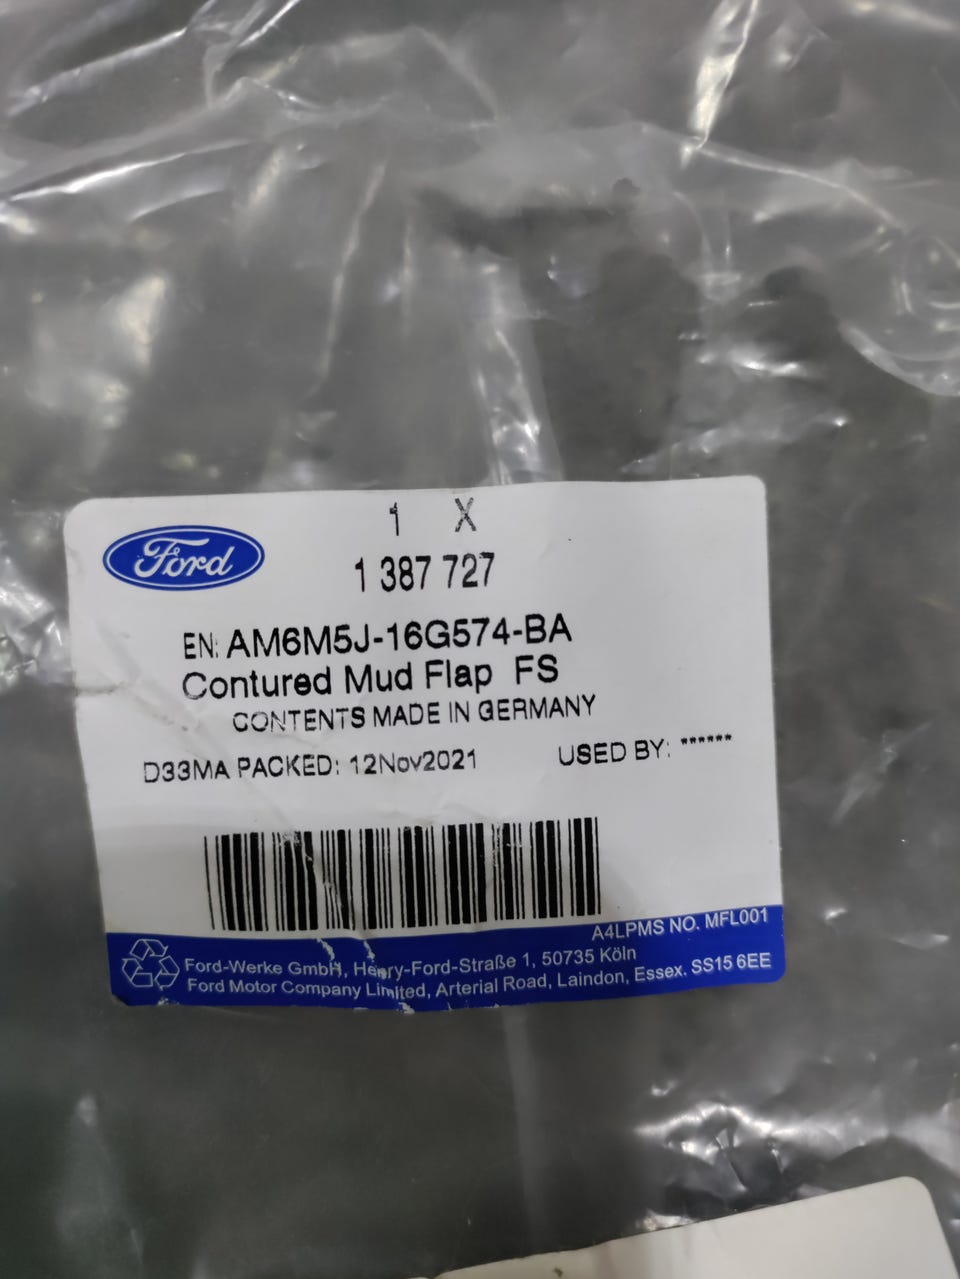 Ford
1 X
1 387 727
EN: AM6M5J-16G574-BA
Contured Mud Flap FS
CONTENTS MADE IN GERMANY
D33MA PACKED: 12Nov2021 USED BY: ******
A4LPMS NO. MFL001
Ford-Werke GmbH, Henry-Ford-Straße 1, 50735 Köln
Ford Motor Company Limited, Arterial Road, Laindon, Essex. SS15 6EE